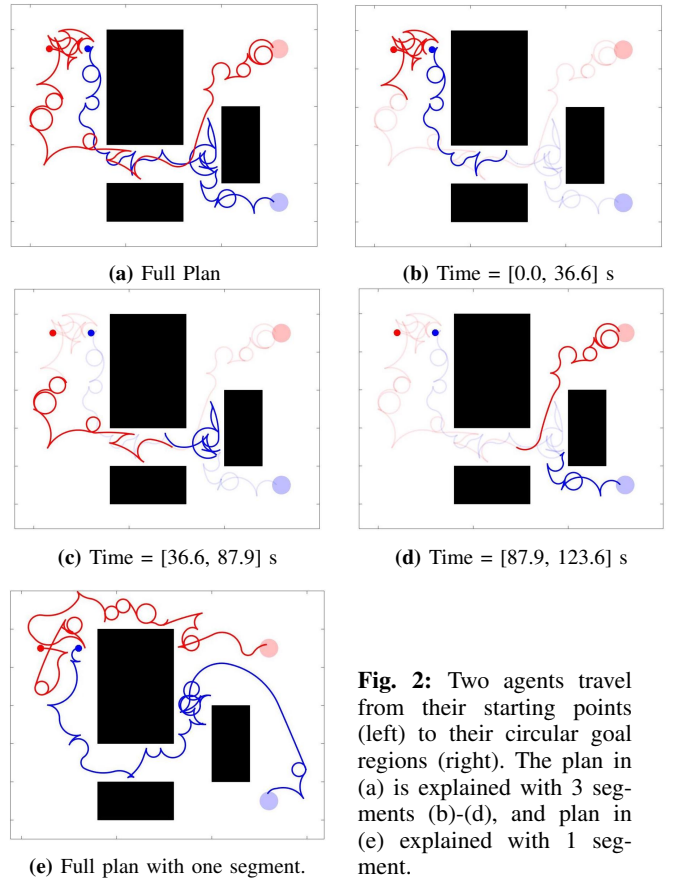 (a) Full Plan
(b) Time = [0.0, 36.6] s
(c) Time = [36.6, 87.9] s
(d) Time = [87.9, 123.6] s
(e) Full plan with one segment.
Fig. 2: Two agents travel
from their starting points
(left) to their circular goal
regions (right). The plan in
(a) is explained with 3 seg-
ments (b)-(d), and plan in
(e) explained with 1 seg-
ment.